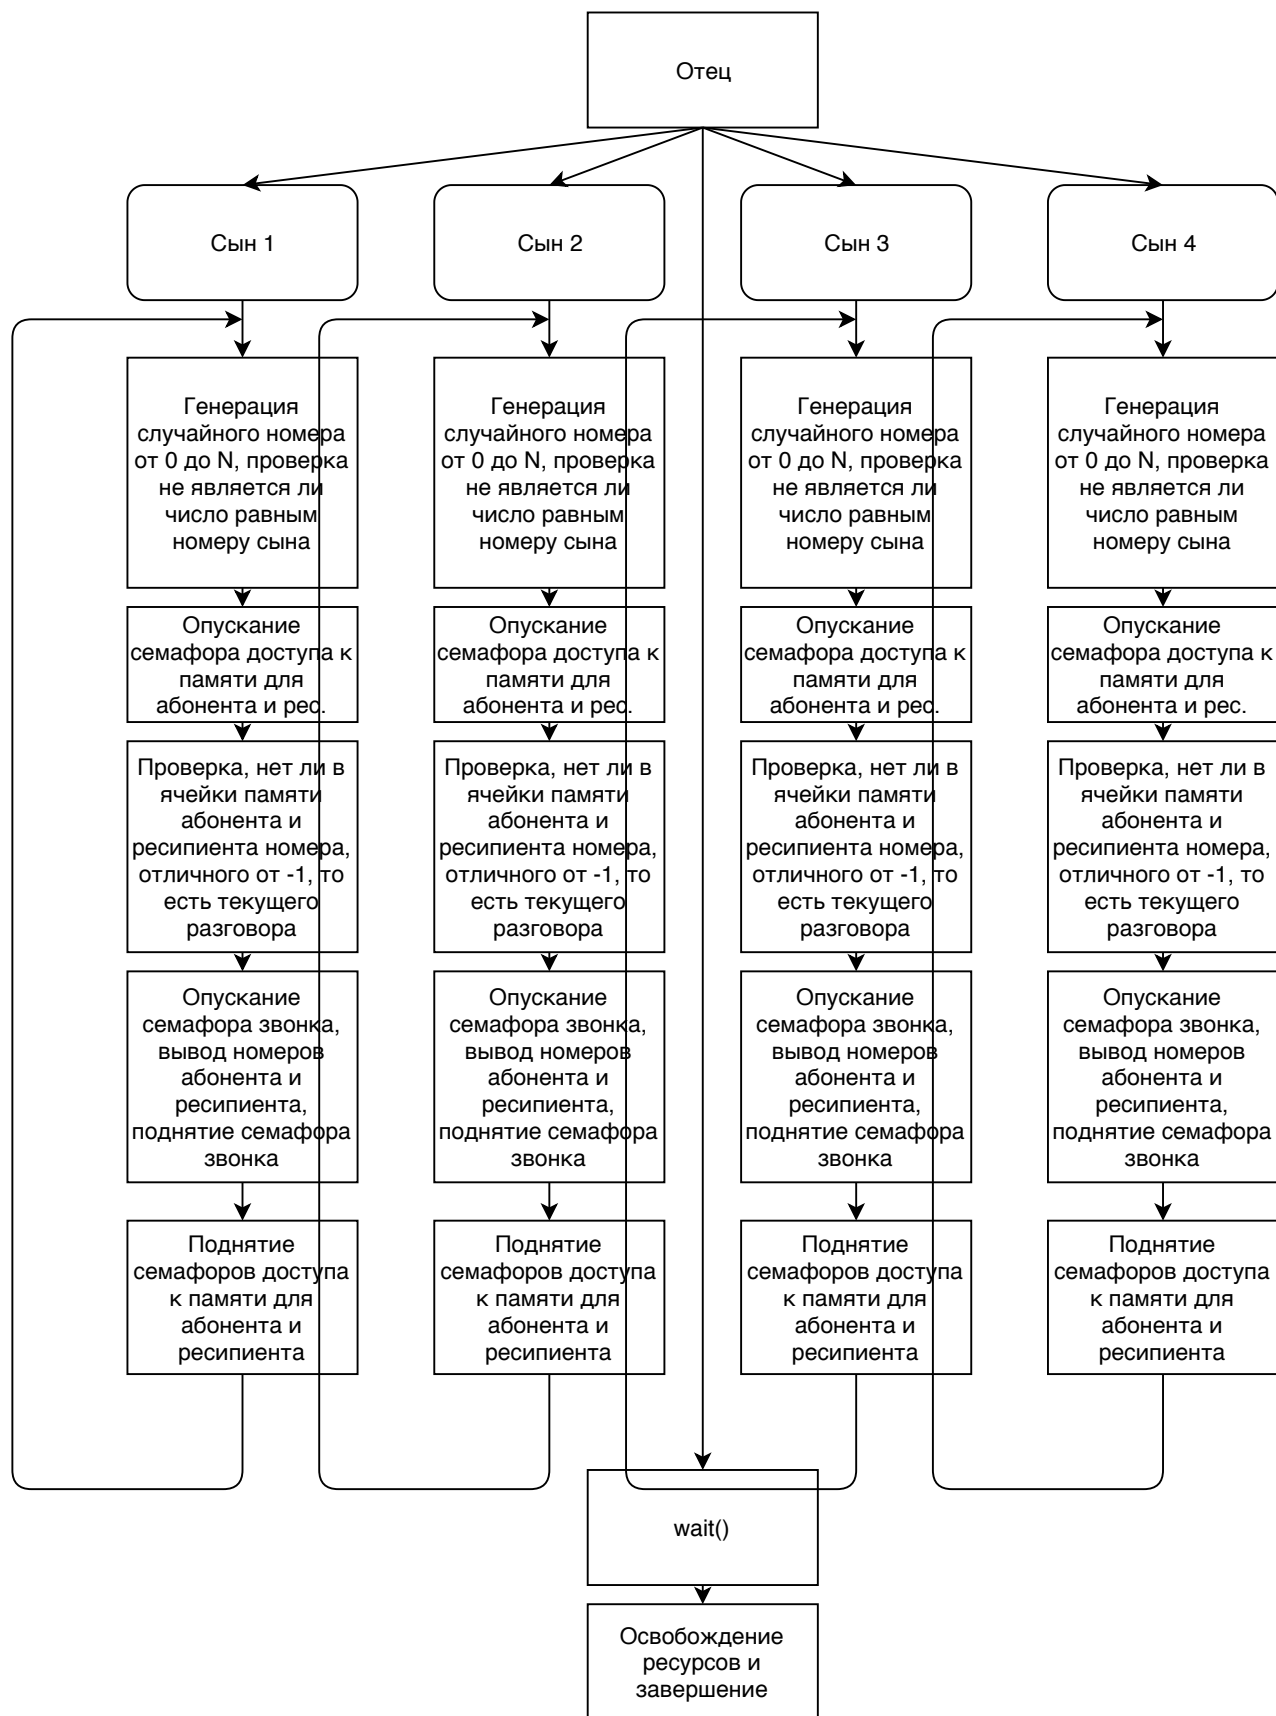 Отец
Сын 1
Сын 2
Сын 3
Сын 4
Генерация
случайного номера
от 0 до N, проверка
не является ли
число равным
номеру сына
Генерация
случайного номера
от 0 до N, проверка
не является ли
число равным
номеру сына
Генерация
случайного номера
от 0 до N, проверка
не является ли
число равным
номеру сына
Генерация
случайного номера
от 0 до N, проверка
не является ли
число равным
номеру сына
Опускание
семафора доступа к
памяти для
абонента и рес.
Опускание
семафора доступа к
памяти для
абонента и рес.
Опускание
семафора доступа к
памяти для
абонента и рес.
Опускание
семафора доступа к
памяти для
абонента и рес.
Проверка, нет ли в
ячейки памяти
абонента и
ресипиента номера,
отличного от -1, то
есть текущего
разговора
Проверка, нет ли в
ячейки памяти
абонента и
ресипиента номера,
отличного от -1, то
есть текущего
разговора
Проверка, нет ли в
ячейки памяти
абонента и
ресипиента номера,
отличного от -1, то
есть текущего
разговора
Проверка, нет ли в
ячейки памяти
абонента и
ресипиента номера,
отличного от -1, то
есть текущего
разговора
Опускание
семафора звонка,
вывод номеров
абонента и
ресипиента,
поднятие семафора
звонка
Опускание
семафора звонка,
вывод номеров
абонента и
ресипиента,
поднятие семафора
звонка
Опускание
семафора звонка,
вывод номеров
абонента и
ресипиента,
поднятие семафора
звонка
Опускание
семафора звонка,
вывод номеров
абонента и
ресипиента,
поднятие семафора
звонка
Поднятие
семафоров доступа
к памяти для
абонента и
ресипиента
Поднятие
семафоров доступа
к памяти для
абонента и
ресипиента
Поднятие
семафоров доступа
к памяти для
абонента и
ресипиента
Поднятие
семафоров доступа
к памяти для
абонента и
ресипиента
wait()
Освобождение
ресурсов и
завершение